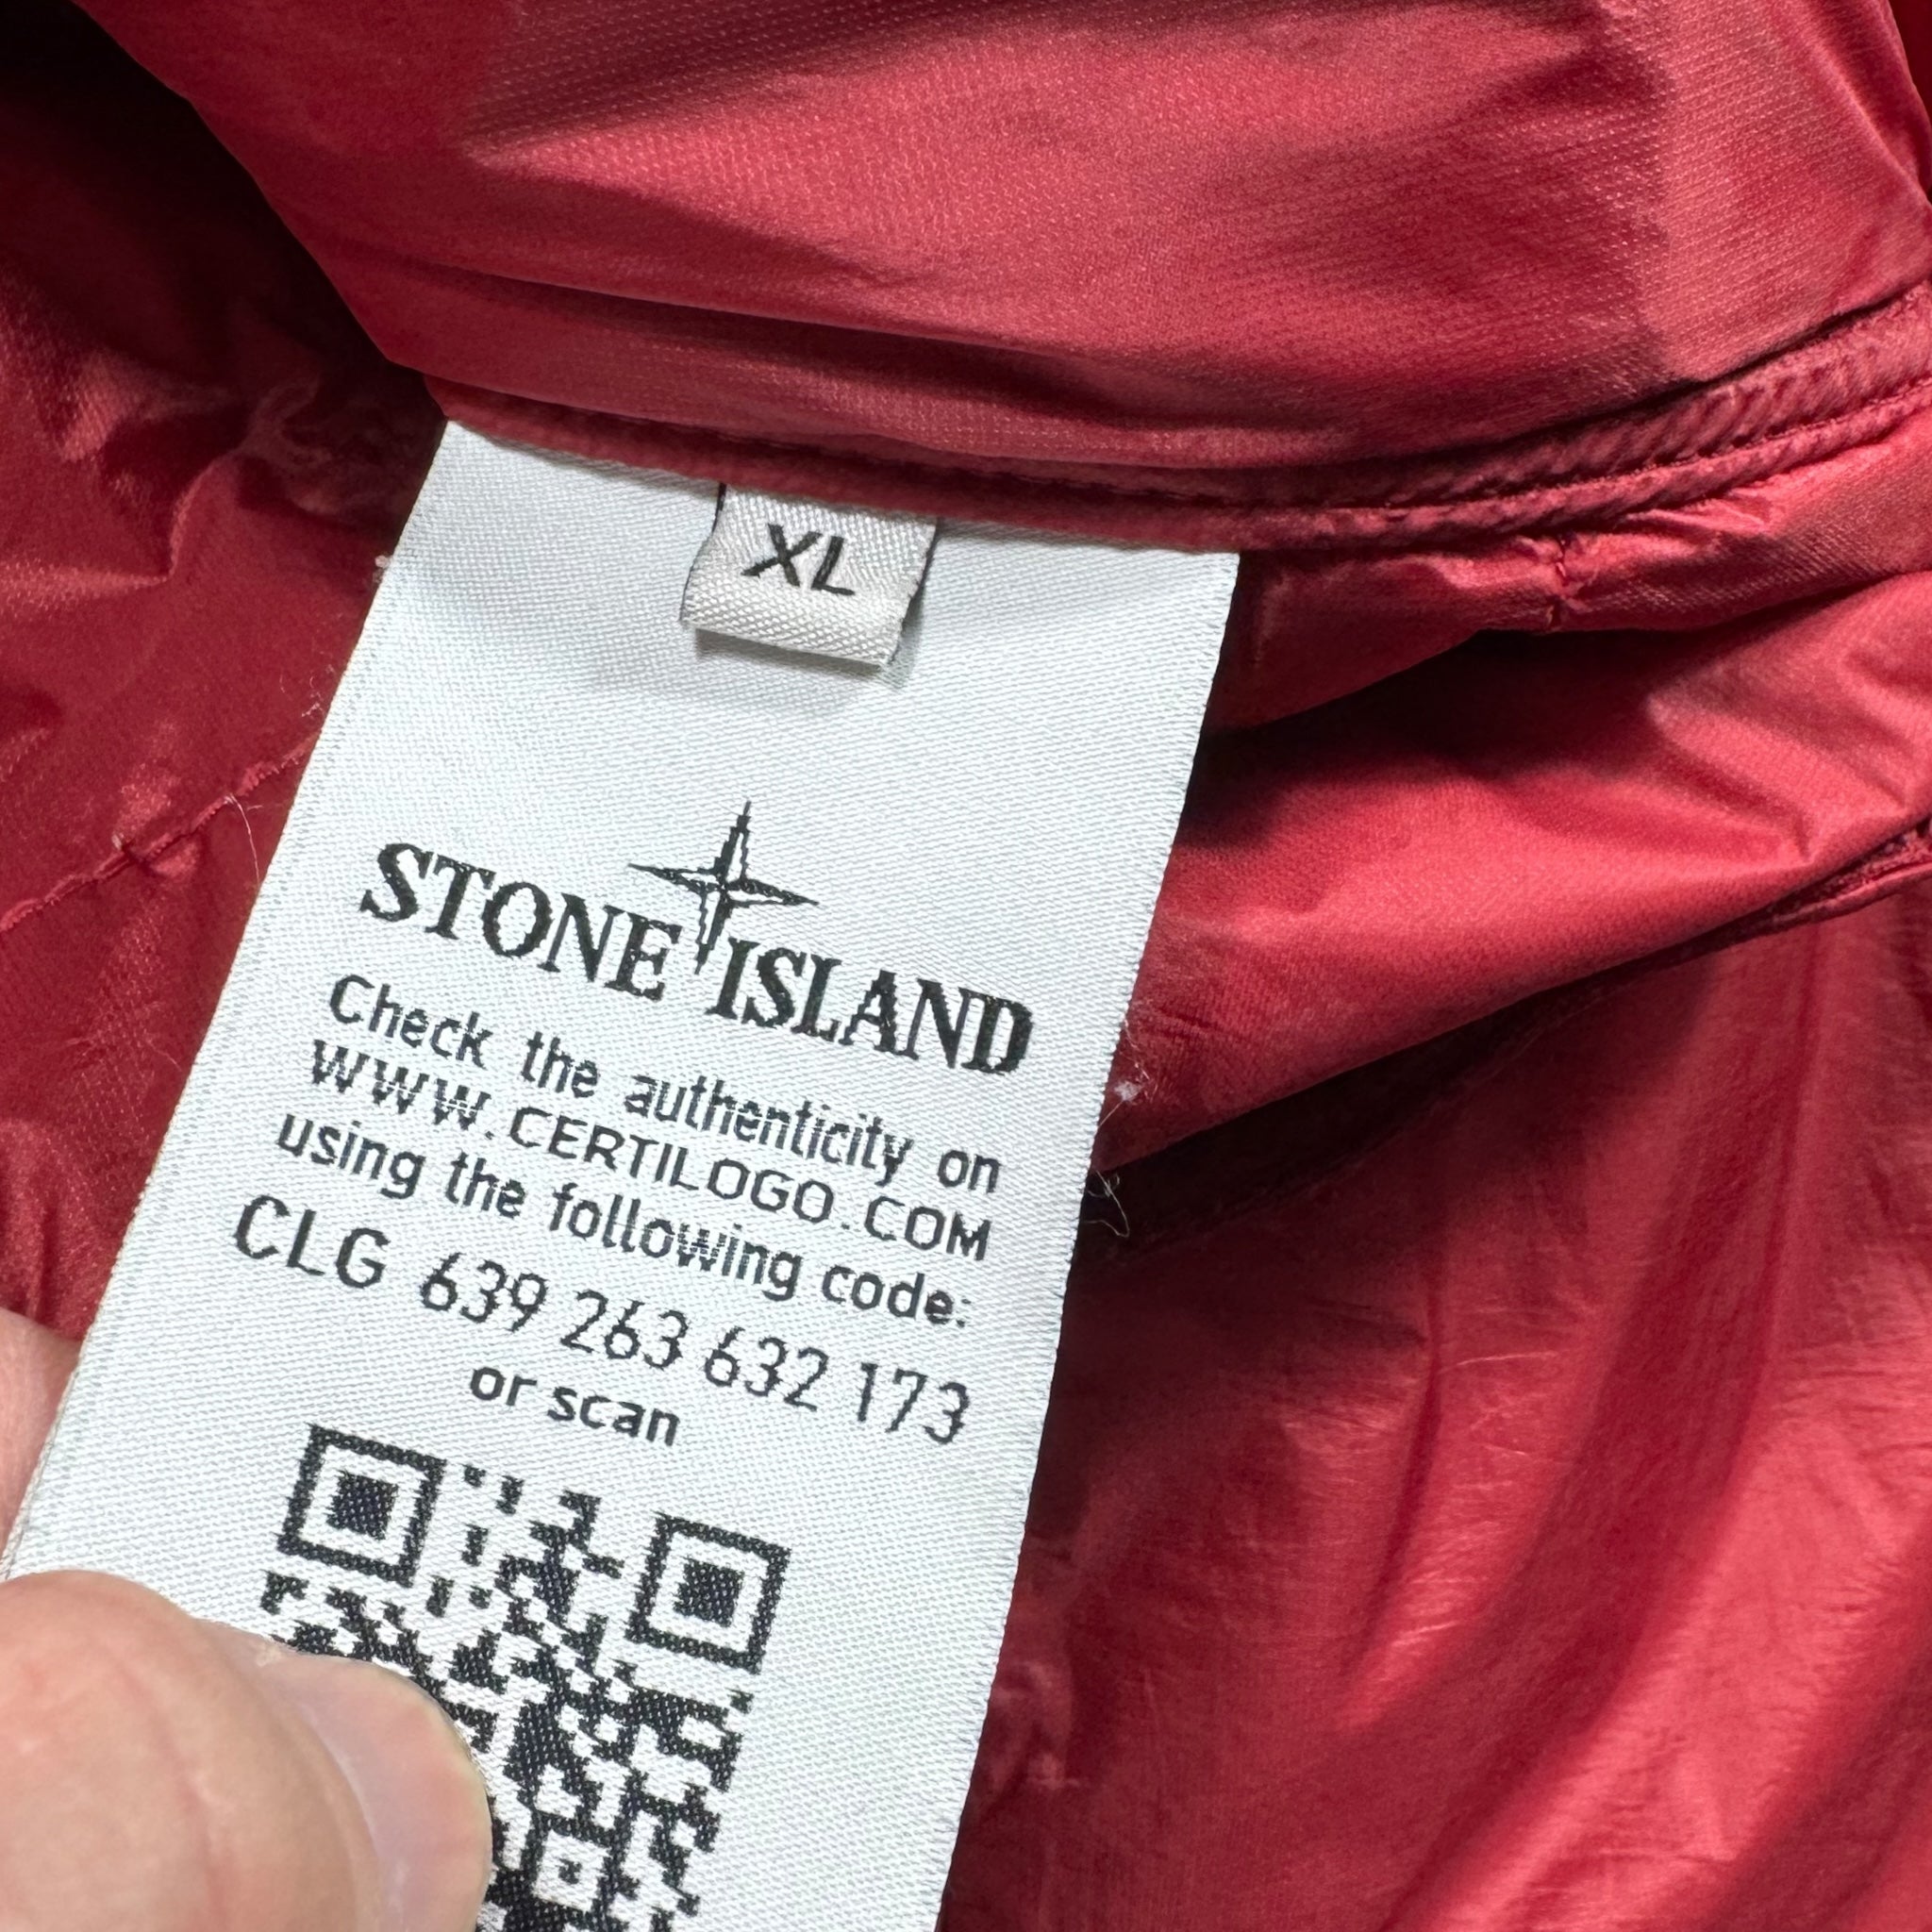 XL
STONE ISLAND
Check the authenticity on
WWW.CERTILOGO.COM
using the following code:
CLG 639 263 632 173
or scan